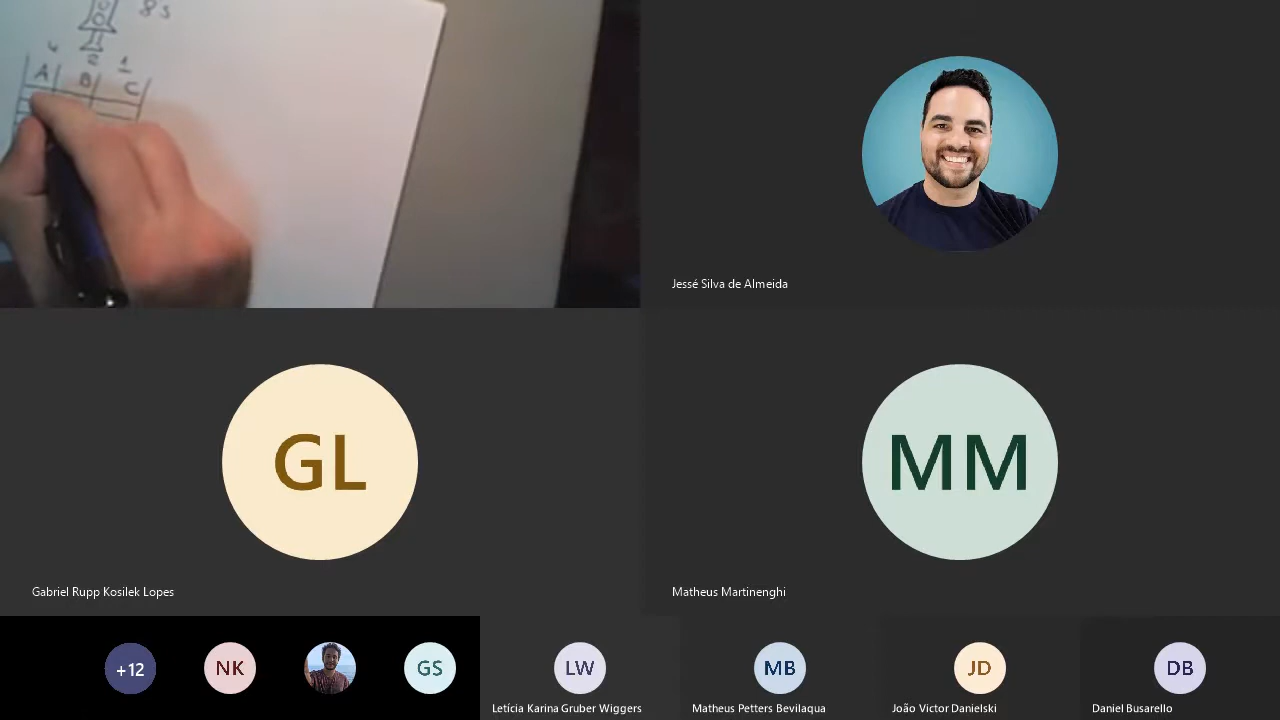 8s
4 2 1
A B C
Jessé Silva de Almeida
GL
MM
Gabriel Rupp Kosilek Lopes
Matheus Martinenghi
+12
NK
GS
LW
MB
JD
DB
Letícia Karina Gruber Wiggers
Matheus Petters Bevilaqua
João Victor Danielski
Daniel Busarello